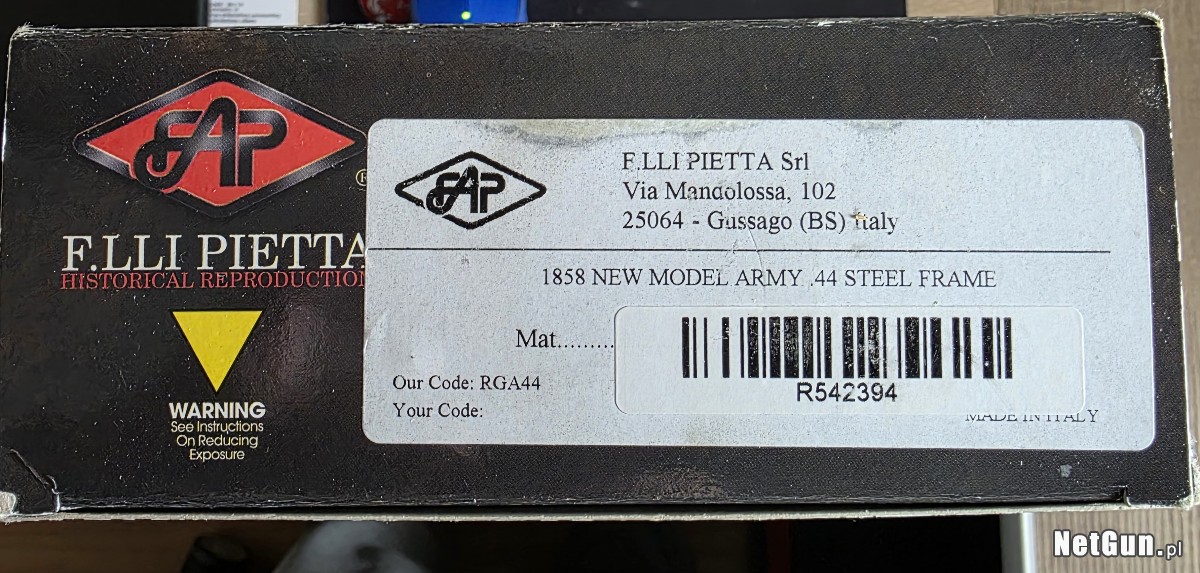 FAP
F.LLI PIETTA
HISTORICAL REPRODUCTION
WARNING
See Instructions
On Reducing
Exposure
FAP
F.LLI PIETTA Srl
Via Mandolossa, 102
25064 - Gussago (BS) Italy
1858 NEW MODEL ARMY .44 STEEL FRAME
Mat.........
R542394
Our Code: RGA44
Your Code:
MADE IN ITALY
NetGun.pl